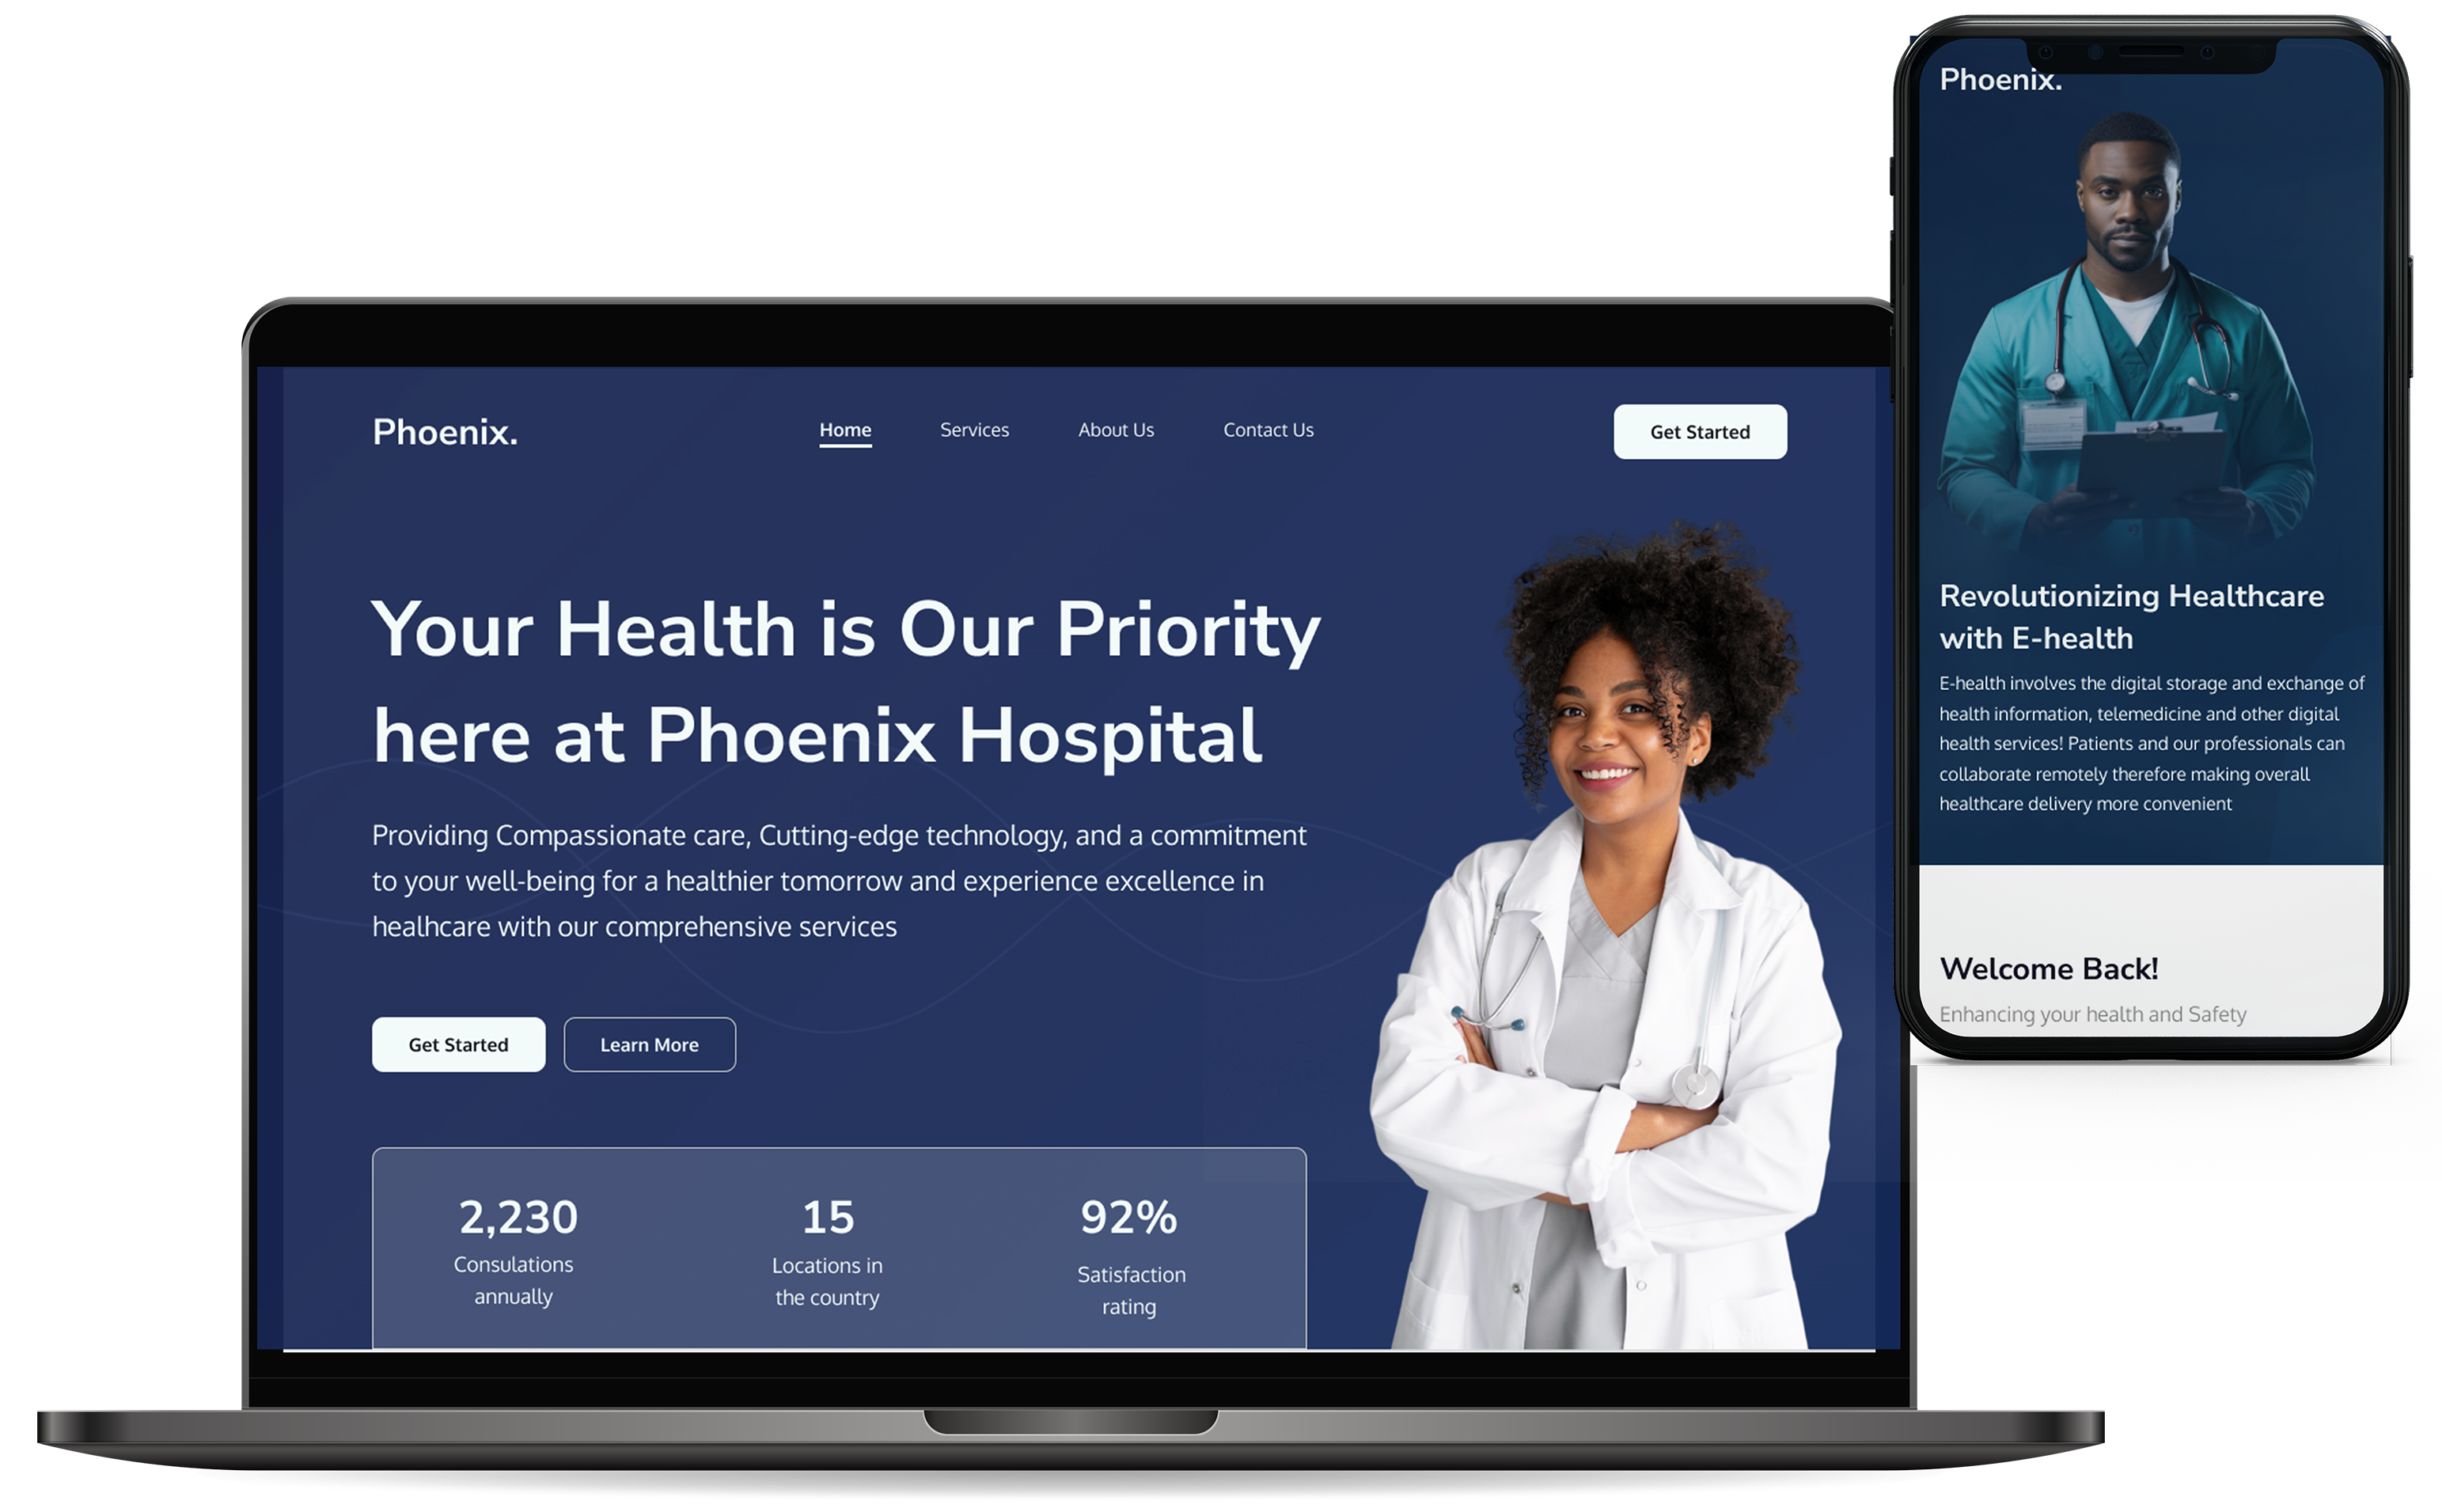 Phoenix.
Home
Services
About Us
Contact Us
Get Started
Your Health is Our Priority
here at Phoenix Hospital
Providing Compassionate care, Cutting-edge technology, and a commitment
to your well-being for a healthier tomorrow and experience excellence in
healhcare with our comprehensive services
Get Started
Learn More
2,230
Consulations
annually
15
Locations in
the country
92%
Satisfaction
rating
Phoenix.
Revolutionizing Healthcare
with E-health
E-health involves the digital storage and exchange of
health information, telemedicine and other digital
health services! Patients and our professionals can
collaborate remotely therefore making overall
healthcare delivery more convenient
Welcome Back!
Enhancing your health and Safety